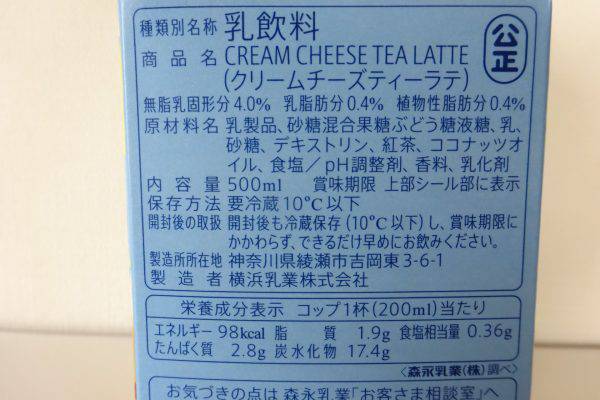 種類別名称 乳飲料
公正
商品名 CREAM CHEESE TEA LATTE
(クリームチーズティーラテ)
無脂乳固形分4.0% 乳脂肪分0.4% 植物性脂肪分0.4%
原材料名 乳製品、砂糖混合果糖ぶどう糖液糖、乳、
砂糖、デキストリン、紅茶、ココナッツオ
イル、食塩/pH調整剤、香料、乳化剤
内容量 500ml 賞味期限 上部シール部に表示
保存方法 要冷蔵10℃以下
開封後の取扱 開封後も冷蔵保存(10℃以下)し、賞味期限に
かかわらず、できるだけ早めにお飲みください。
製造所所在地 神奈川県綾瀬市吉岡東3-6-1
製造者 横浜乳業株式会社
栄養成分表示 コップ1杯(200ml)当たり
エネルギー 98kcal 脂質 1.9g 食塩相当量 0.36g
たんぱく質 2.8g 炭水化物 17.4g
<森永乳業(株)調べ>
お気づきの点は 森永乳業「お客さま相談室」へ